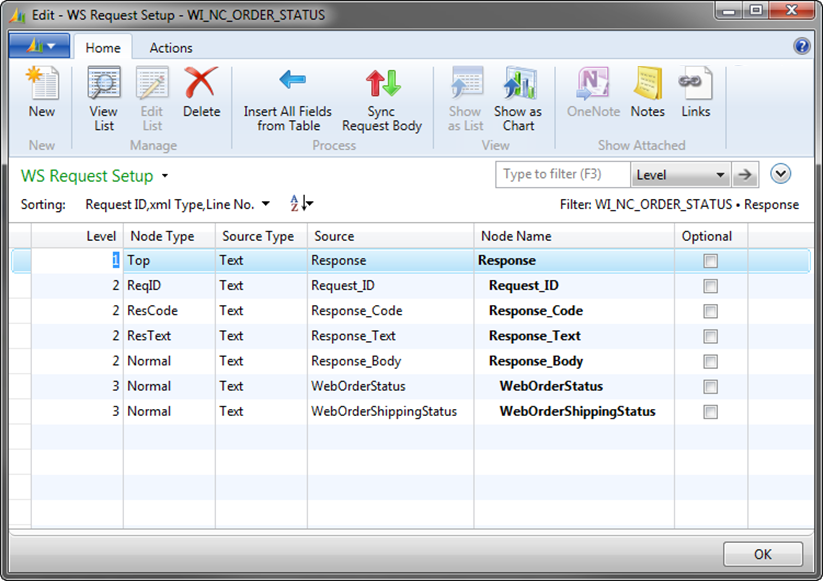 Edit - WS Request Setup - WI_NC_ORDER_STATUS
Home Actions
New View List Edit List Delete Insert All Fields from Table Sync Request Body Show as List Show as Chart OneNote Notes Links
New Manage Process View Show Attached
WS Request Setup Type to filter (F3) Level
Sorting: Request ID,xml Type,Line No. Filter: WI_NC_ORDER_STATUS • Response
Level Node Type Source Type Source Node Name Optional
1 Top Text Response Response
2 ReqID Text Request_ID Request_ID
2 ResCode Text Response_Code Response_Code
2 ResText Text Response_Text Response_Text
2 Normal Text Response_Body Response_Body
3 Normal Text WebOrderStatus WebOrderStatus
3 Normal Text WebOrderShippingStatus WebOrderShippingStatus
OK